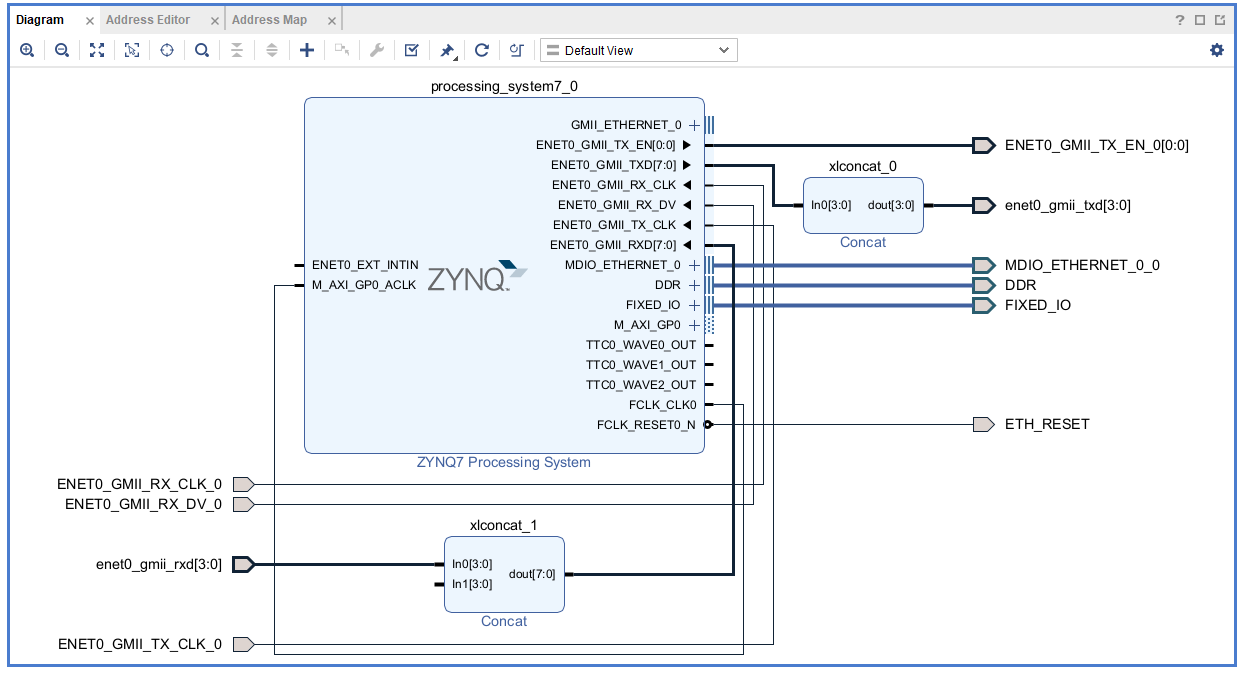 Diagram
Address Editor
Address Map
?
Default View
processing_system7_0
GMII_ETHERNET_0
ENET0_GMII_TX_EN[0:0]
ENET0_GMII_TXD[7:0]
ENET0_GMII_RX_CLK
ENET0_GMII_RX_DV
ENET0_GMII_TX_CLK
ENET0_GMII_RXD[7:0]
MDIO_ETHERNET_0
DDR
FIXED_IO
M_AXI_GP0
TTC0_WAVE0_OUT
TTC0_WAVE1_OUT
TTC0_WAVE2_OUT
FCLK_CLK0
FCLK_RESET0_N
ENET0_EXT_INTIN
M_AXI_GP0_ACLK
ZYNQ
ZYNQ7 Processing System
xlconcat_0
In0[3:0] dout[3:0]
Concat
ENET0_GMII_TX_EN_0[0:0]
enet0_gmii_txd[3:0]
MDIO_ETHERNET_0_0
DDR
FIXED_IO
ETH_RESET
ENET0_GMII_RX_CLK_0
ENET0_GMII_RX_DV_0
enet0_gmii_rxd[3:0]
ENET0_GMII_TX_CLK_0
xlconcat_1
In0[3:0]
In1[3:0]
dout[7:0]
Concat